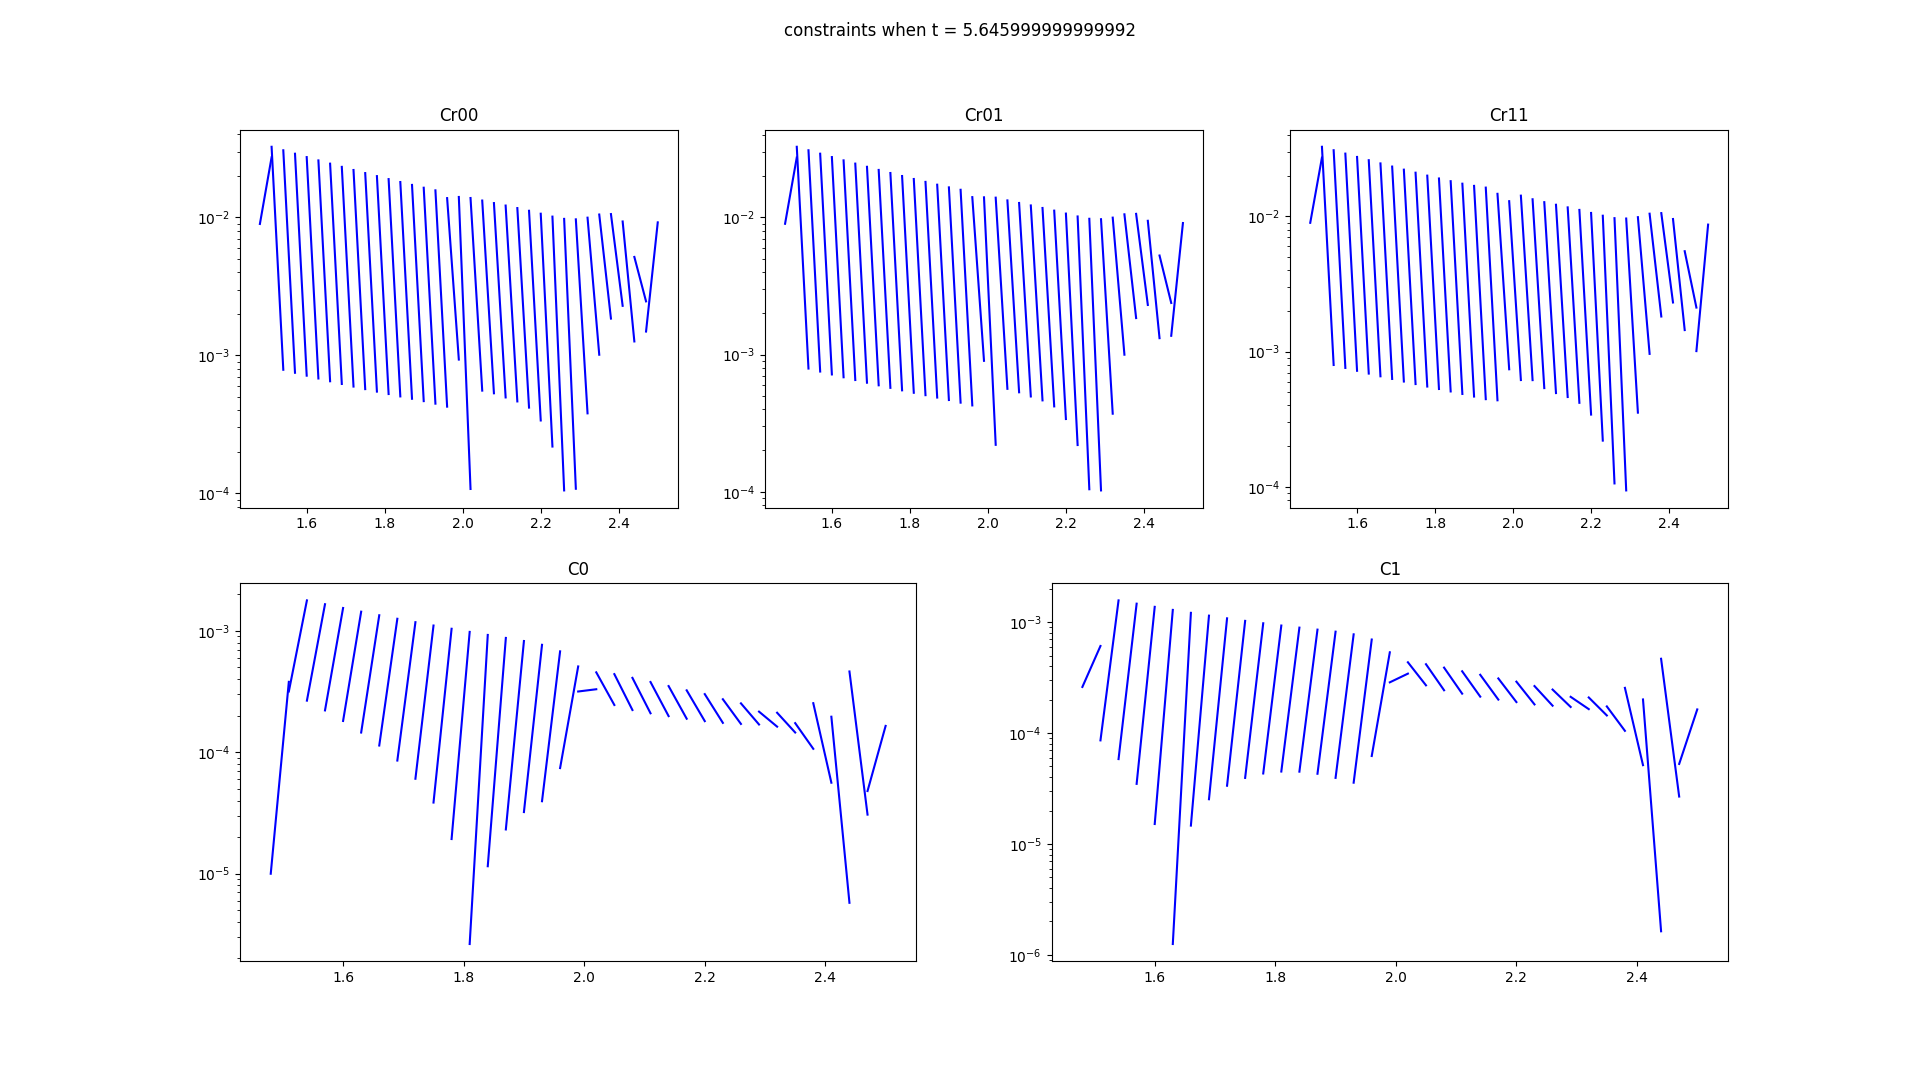 constraints when t = 5.645999999999992
Cr00 Cr01 Cr11
10⁻² 10⁻² 10⁻²
10⁻³ 10⁻³ 10⁻³
10⁻⁴ 10⁻⁴ 10⁻⁴
1.6 1.8 2.0 2.2 2.4 1.6 1.8 2.0 2.2 2.4 1.6 1.8 2.0 2.2 2.4
C0 C1
10⁻³ 10⁻³
10⁻⁴ 10⁻⁴
10⁻⁵ 10⁻⁵
10⁻⁶
1.6 1.8 2.0 2.2 2.4 1.6 1.8 2.0 2.2 2.4